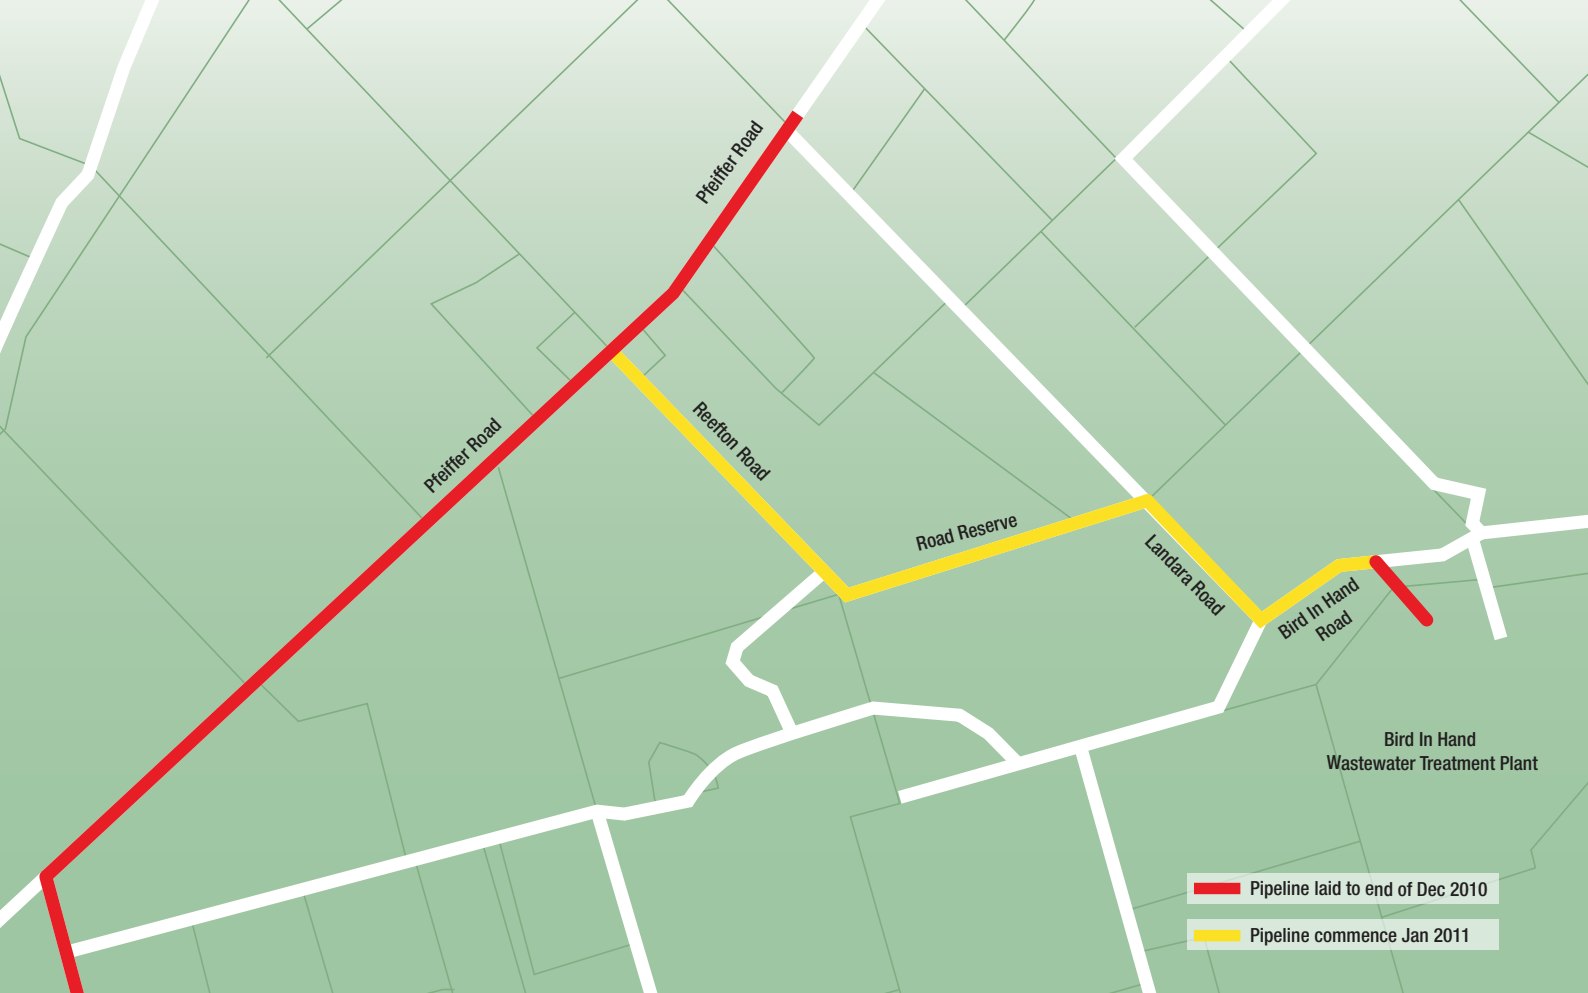 Pfeiffer Road
Pfeiffer Road
Reefton Road
Road Reserve
Landara Road
Bird In Hand
Road
Bird In Hand
Wastewater Treatment Plant
Pipeline laid to end of Dec 2010
Pipeline commence Jan 2011